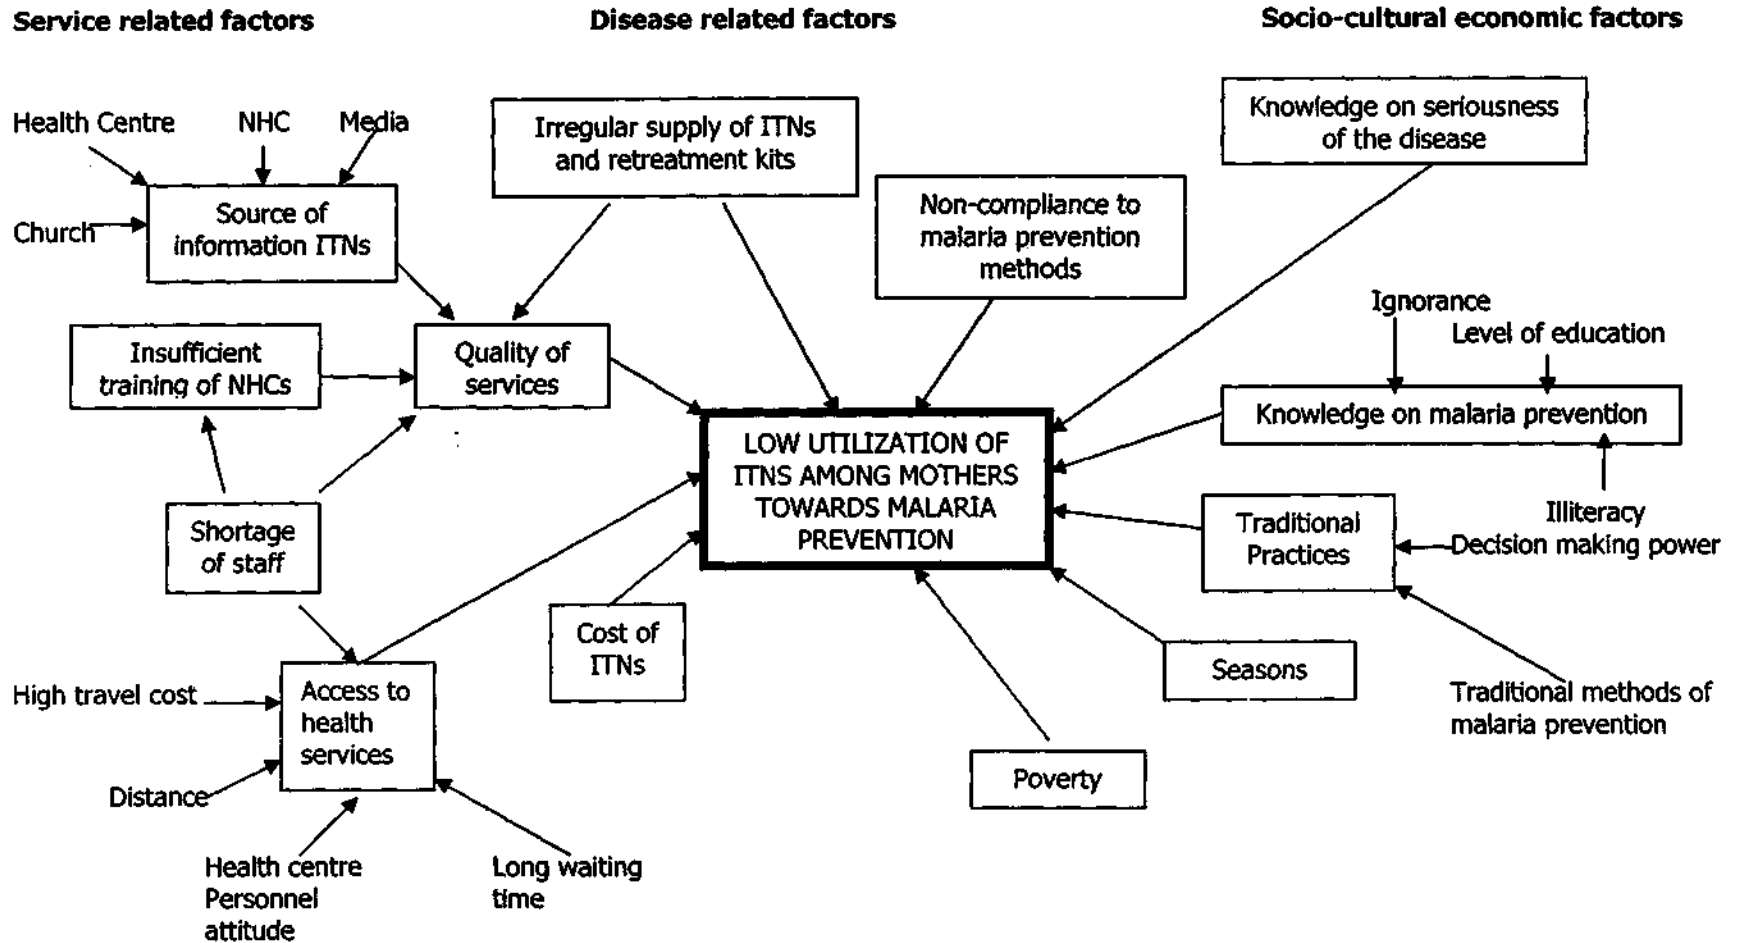 Service related factors
Disease related factors
Socio-cultural economic factors
Health Centre
NHC
Media
Church
Source of
information ITNs
Irregular supply of ITNs
and retreatment kits
Non-compliance to
malaria prevention
methods
Knowledge on seriousness
of the disease
Insufficient
training of NHCs
Quality of
services
Ignorance
Level of education
Knowledge on malaria prevention
LOW UTILIZATION OF
ITNS AMONG MOTHERS
TOWARDS MALARIA
PREVENTION
Shortage
of staff
Traditional
Practices
Illiteracy
Decision making power
Cost of
ITNs
Seasons
Traditional methods of
malaria prevention
High travel cost
Access to
health
services
Distance
Poverty
Health centre
Personnel
attitude
Long waiting
time